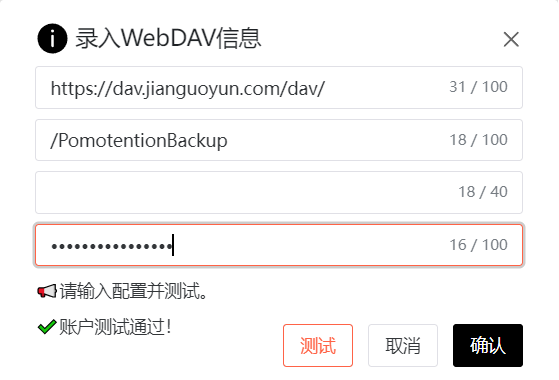 录入WebDAV信息
https://dav.jianguoyun.com/dav/ 31 / 100
/PomotentionBackup 18 / 100
18 / 40
•••••••••••••••• 16 / 100
请输入配置并测试。
账户测试通过！
测试 取消 确认